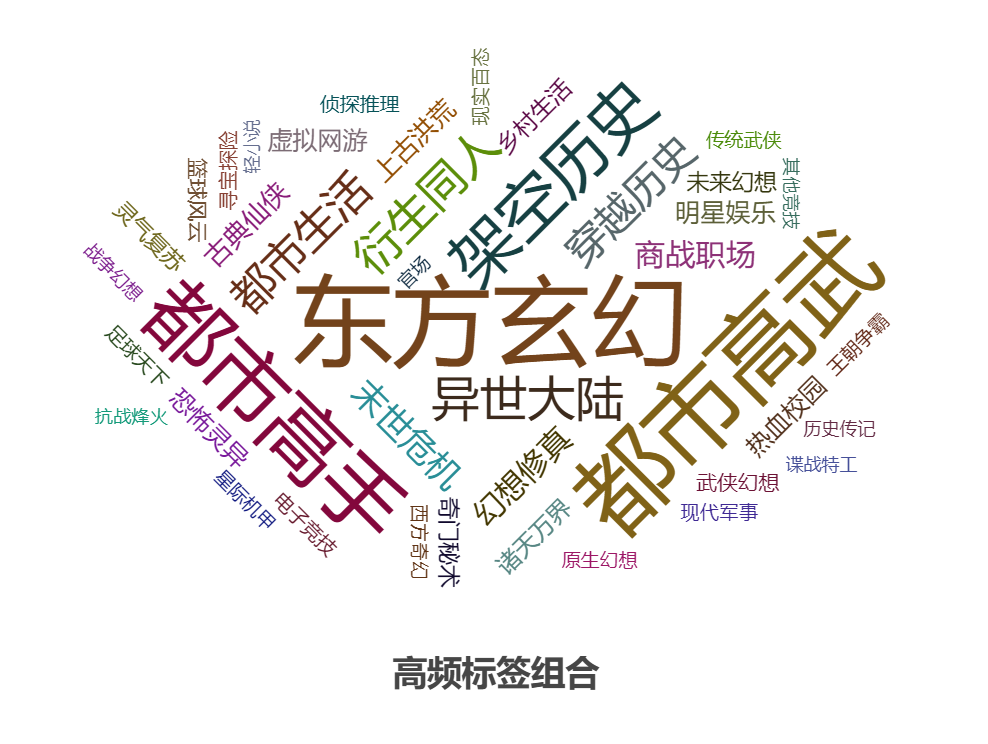 现实百态
侦探推理
乡村生活
上古洪荒
架空历史
轻小说
虚拟网游
衍生同人
传统武侠
寻宝探险
篮球风云
穿越历史
未来幻想
其他竞技
古典仙侠
都市生活
明星娱乐
灵气复苏
商战职场
战争幻想
官场
东方玄幻
都市高武
都市高手
王朝争霸
足球天下
异世大陆
末世危机
热血校园
抗战烽火
恐怖灵异
历史传记
幻想修真
谍战特工
武侠幻想
星际机甲
电子竞技
现代军事
西方奇幻
奇门秘术
诸天万界
原生幻想
高频标签组合